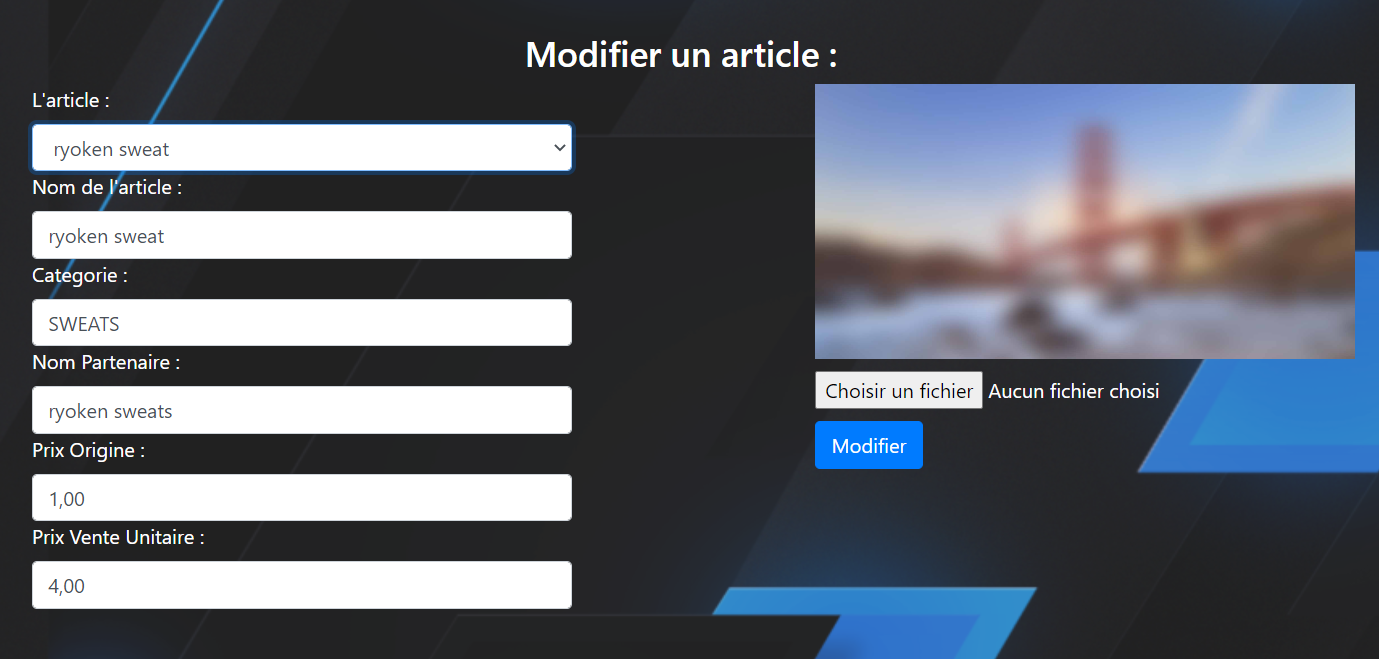 Modifier un article :
L'article :
ryoken sweat
Nom de l'article :
ryoken sweat
Categorie :
SWEATS
Nom Partenaire :
ryoken sweats
Prix Origine :
1,00
Prix Vente Unitaire :
4,00
Choisir un fichier Aucun fichier choisi
Modifier